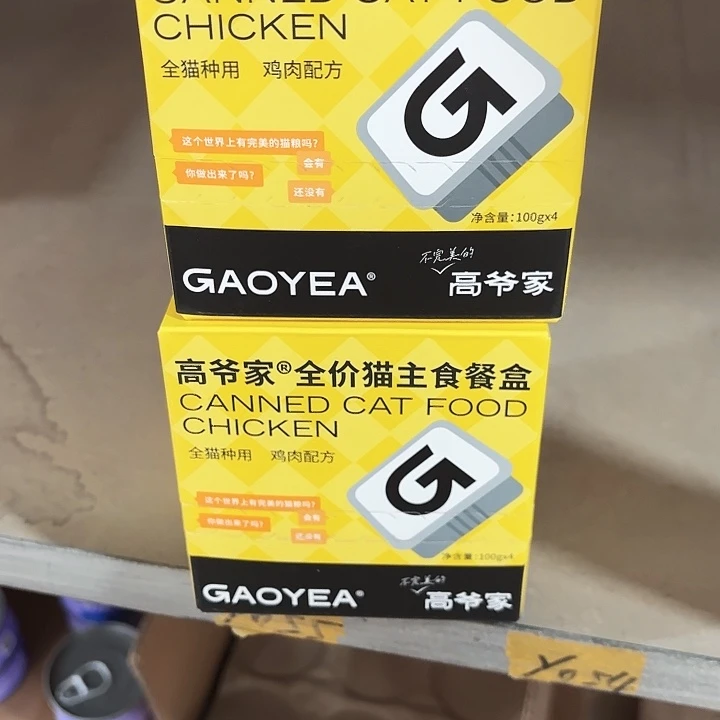 CANNED CAT FOOD
CHICKEN
全猫种用 鸡肉配方
这个世界上有完美的猫粮吗?
会有
你做出来了吗?
还没有
净含量:100gx4
GAOYEA®
不完美的
高爷家
高爷家®全价猫主食餐盒
CANNED CAT FOOD
CHICKEN
全猫种用 鸡肉配方
这个世界上有完美的猫粮吗?
会有
你做出来了吗?
还没有
净含量:100gx4
GAOYEA®
不完美的
高爷家